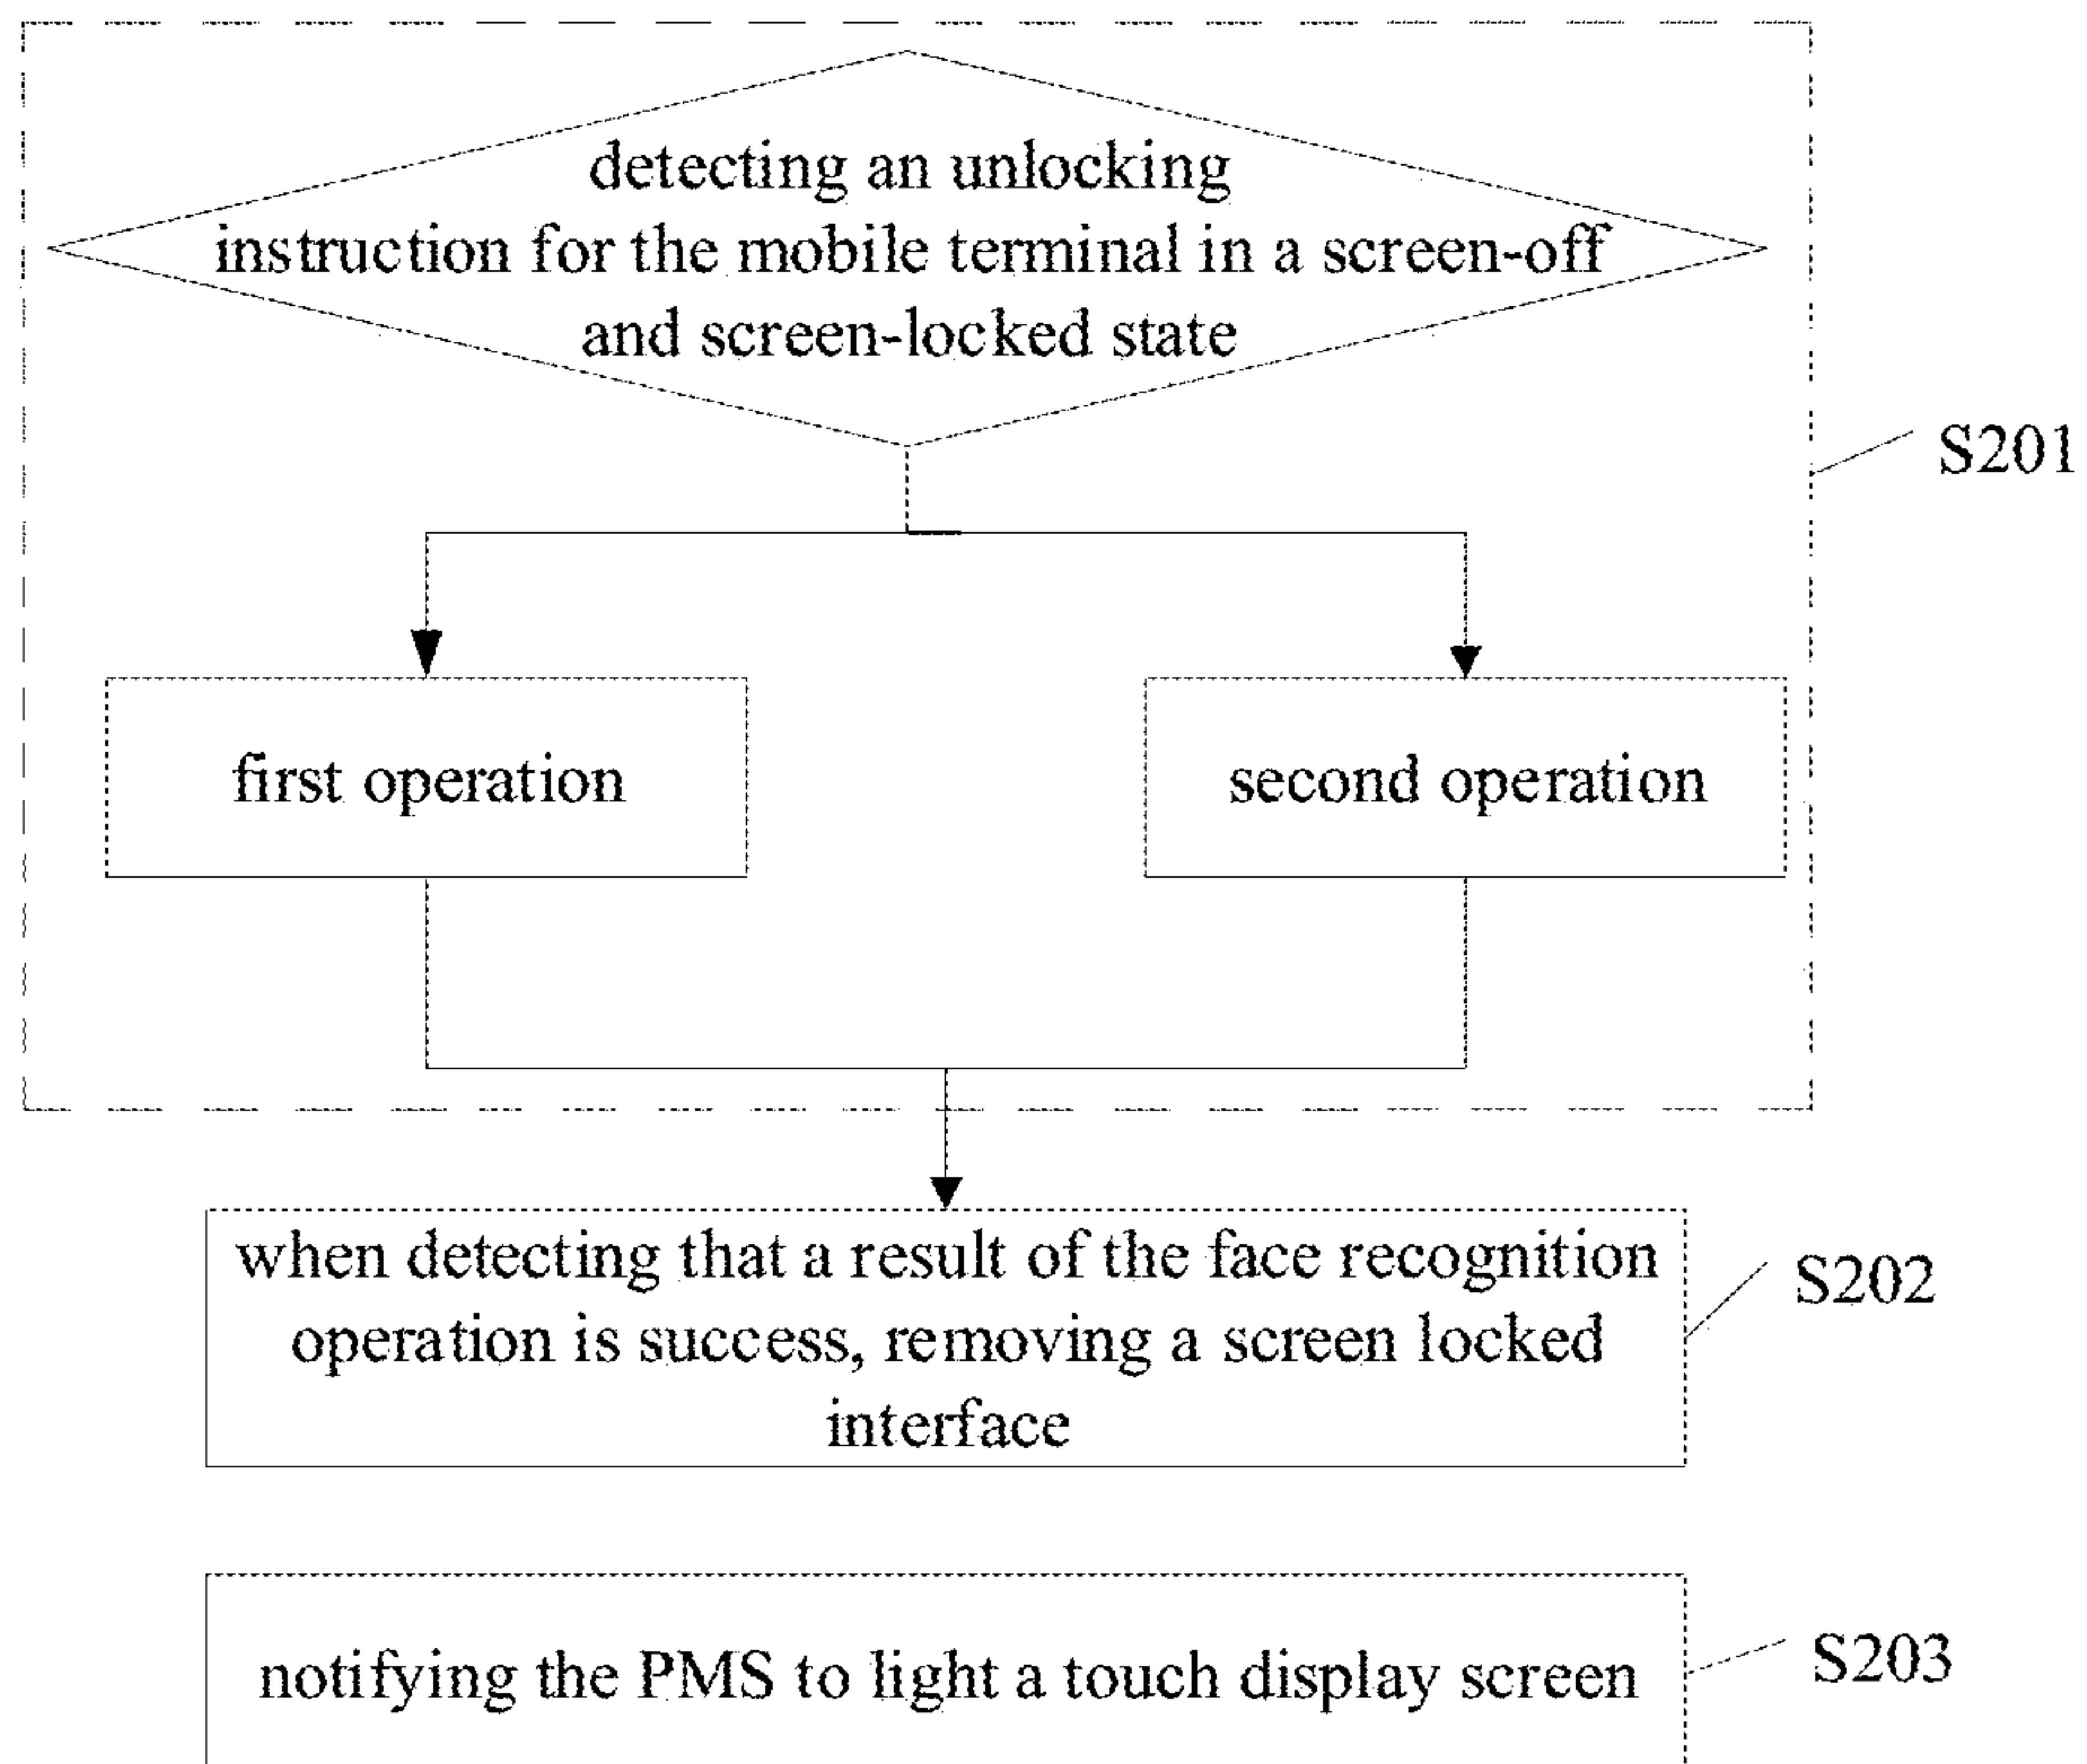 detecting an unlocking
instruction for the mobile terminal in a screen-off
and screen-locked state
S201
first operation
second operation
when detecting that a result of the face recognition
operation is success, removing a screen locked
interface
S202
notifying the PMS to light a touch display screen
S203